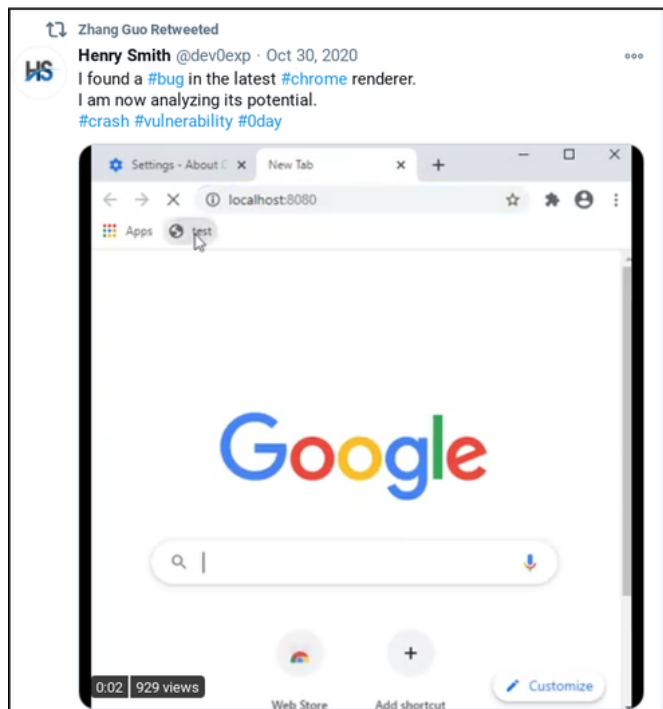 Zhang Guo Retweeted
Henry Smith @dev0exp · Oct 30, 2020
HS
I found a #bug in the latest #chrome renderer.
I am now analyzing its potential.
#crash #vulnerability #0day
Settings - About C
New Tab
localhost:8080
Apps
test
Google
0:02
929 views
Customize
Web Store
Add shortcut